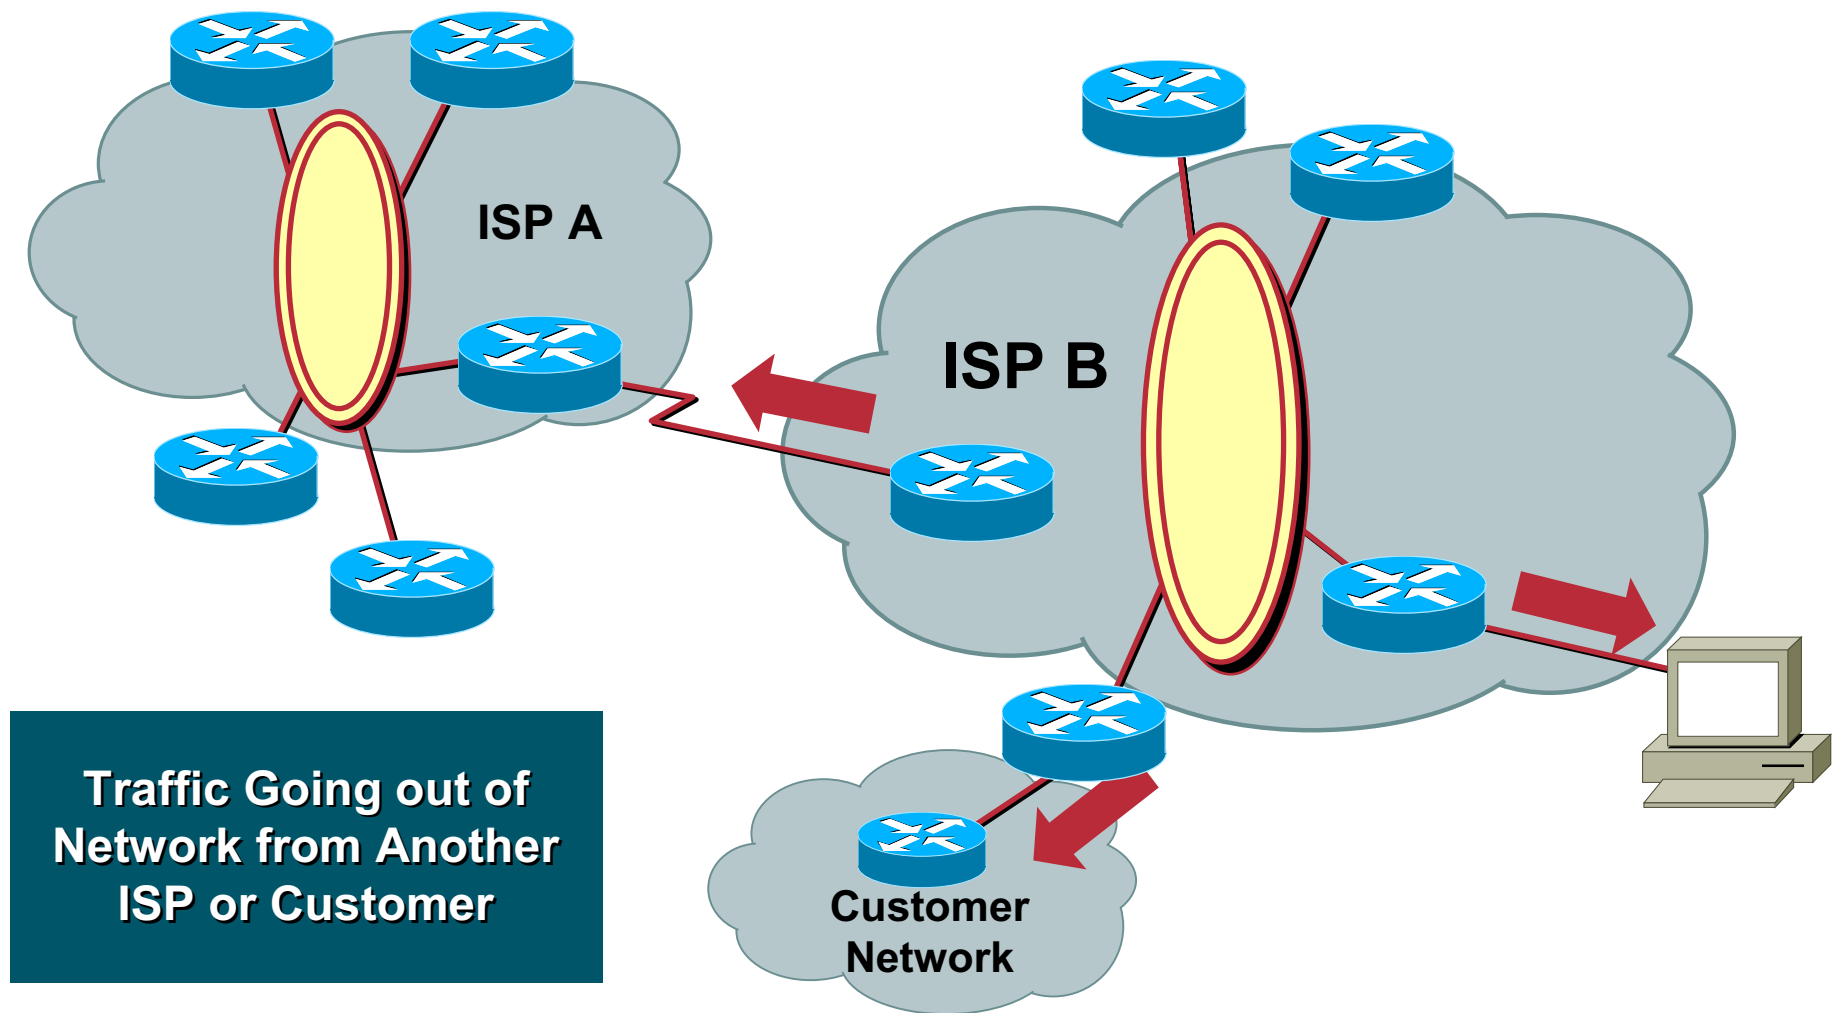 ISP A
ISP B
Traffic Going out of
Network from Another
ISP or Customer
Customer
Network